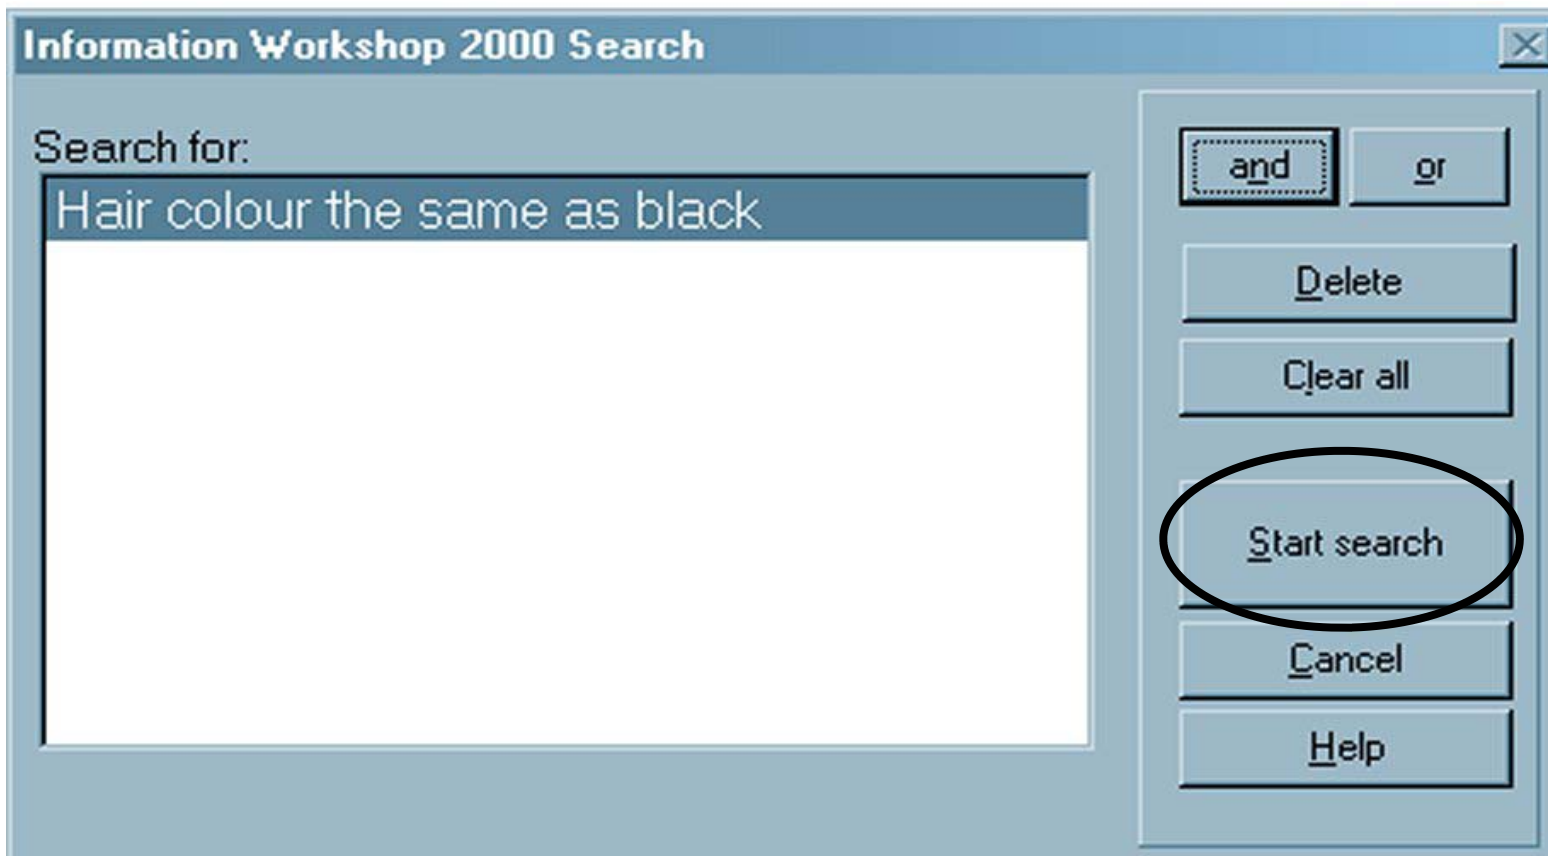 Information Workshop 2000 Search
Search for:
Hair colour the same as black
and
or
Delete
Clear all
Start search
Cancel
Help